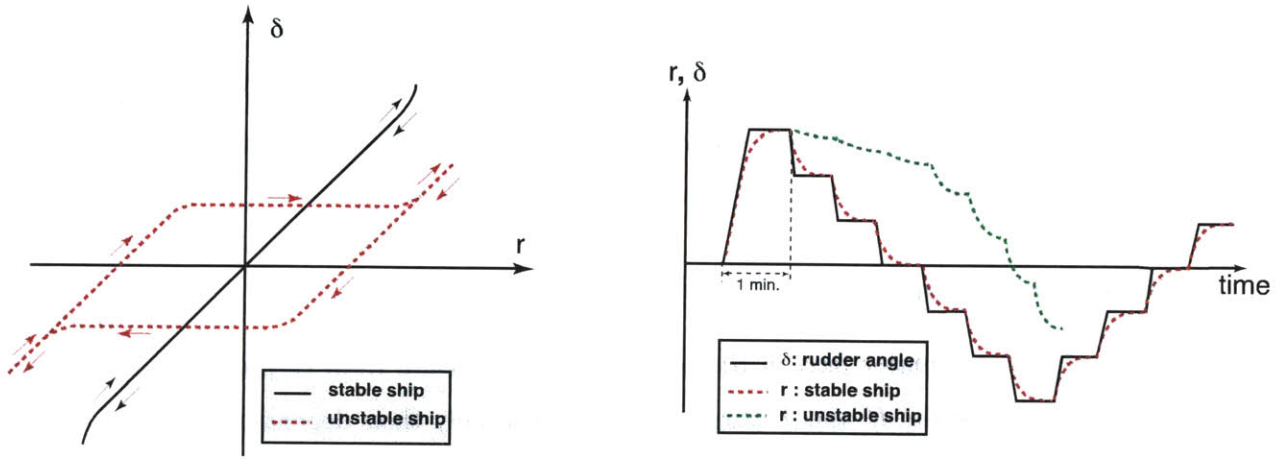 δ
r
stable ship
unstable ship
r, δ
1 min.
time
δ: rudder angle
r : stable ship
r : unstable ship